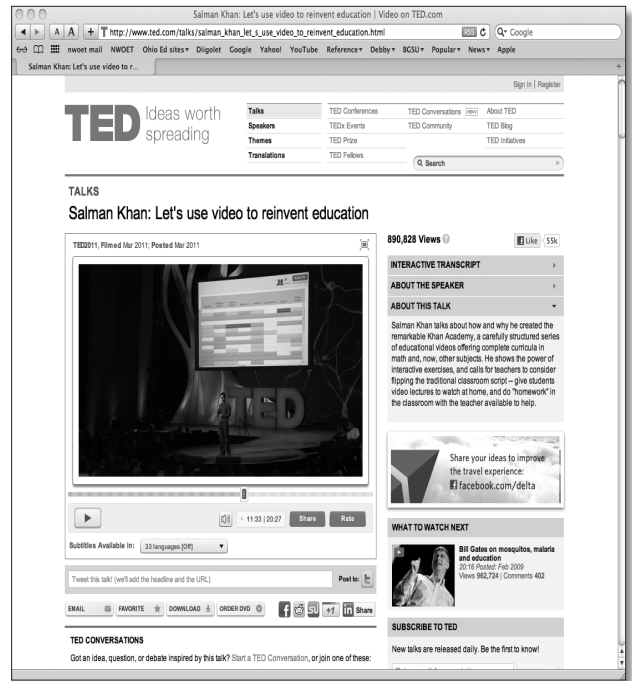 Salman Khan: Let's use video to reinvent education | Video on TED.com
A A + T http://www.ted.com/talks/salman_khan_let_s_use_video_to_reinvent_education.html RSS Google
nwoet mail NWOET Ohio Ed sites Diigolet Google Yahoo! YouTube Reference Debby BGSU Popular News Apple
Salman Khan: Let's use video to r...
Sign In | Register
TED Ideas worth spreading
Talks TED Conferences TED Conversations new About TED
Speakers TEDx Events TED Community TED Blog
Themes TED Prize TED Initiatives
Translations TED Fellows Search
TALKS
Salman Khan: Let's use video to reinvent education
TED2011, Filmed Mar 2011; Posted Mar 2011
TED
11:33 | 20:27 Share Rate
Subtitles Available in: 33 languages [Off]
Tweet this talk! (we'll add the headline and the URL) Post to:
EMAIL FAVORITE DOWNLOAD ORDER DVD +1 in Share
TED CONVERSATIONS
Got an idea, question, or debate inspired by this talk? Start a TED Conversation, or join one of these:
890,828 Views Like 55k
INTERACTIVE TRANSCRIPT
ABOUT THE SPEAKER
ABOUT THIS TALK
Salman Khan talks about how and why he created the
remarkable Khan Academy, a carefully structured series
of educational videos offering complete curricula in
math and, now, other subjects. He shows the power of
interactive exercises, and calls for teachers to consider
flipping the traditional classroom script – give students
video lectures to watch at home, and do "homework" in
the classroom with the teacher available to help.
Share your ideas to improve
the travel experience:
facebook.com/delta
WHAT TO WATCH NEXT
Bill Gates on mosquitos, malaria
and education
20:16 Posted: Feb 2009
Views 962,724 | Comments 402
SUBSCRIBE TO TED
New talks are released daily. Be the first to know!